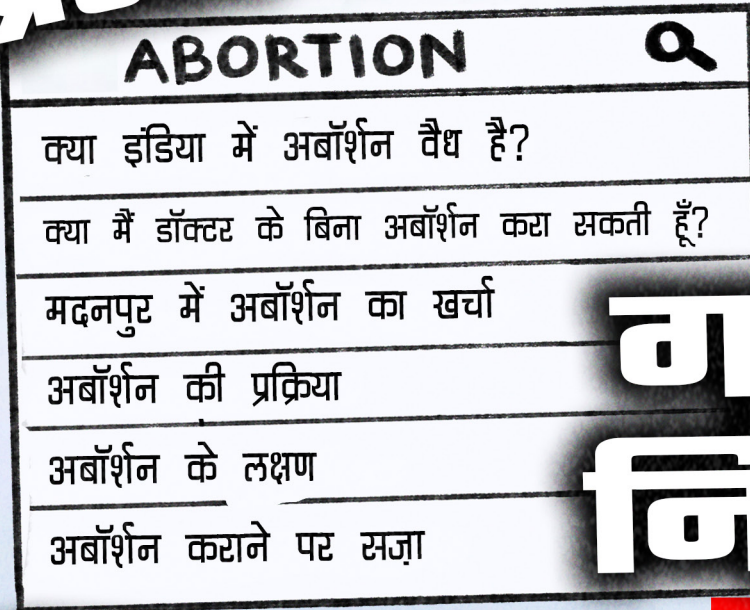 ABORTION
क्या इंडिया में अबॉर्शन वैध है?
क्या मैं डॉक्टर के बिना अबॉर्शन करा सकती हूँ?
मदनपुर में अबॉर्शन का खर्चा
अबॉर्शन की प्रक्रिया
अबॉर्शन के लक्षण
अबॉर्शन कराने पर सज़ा